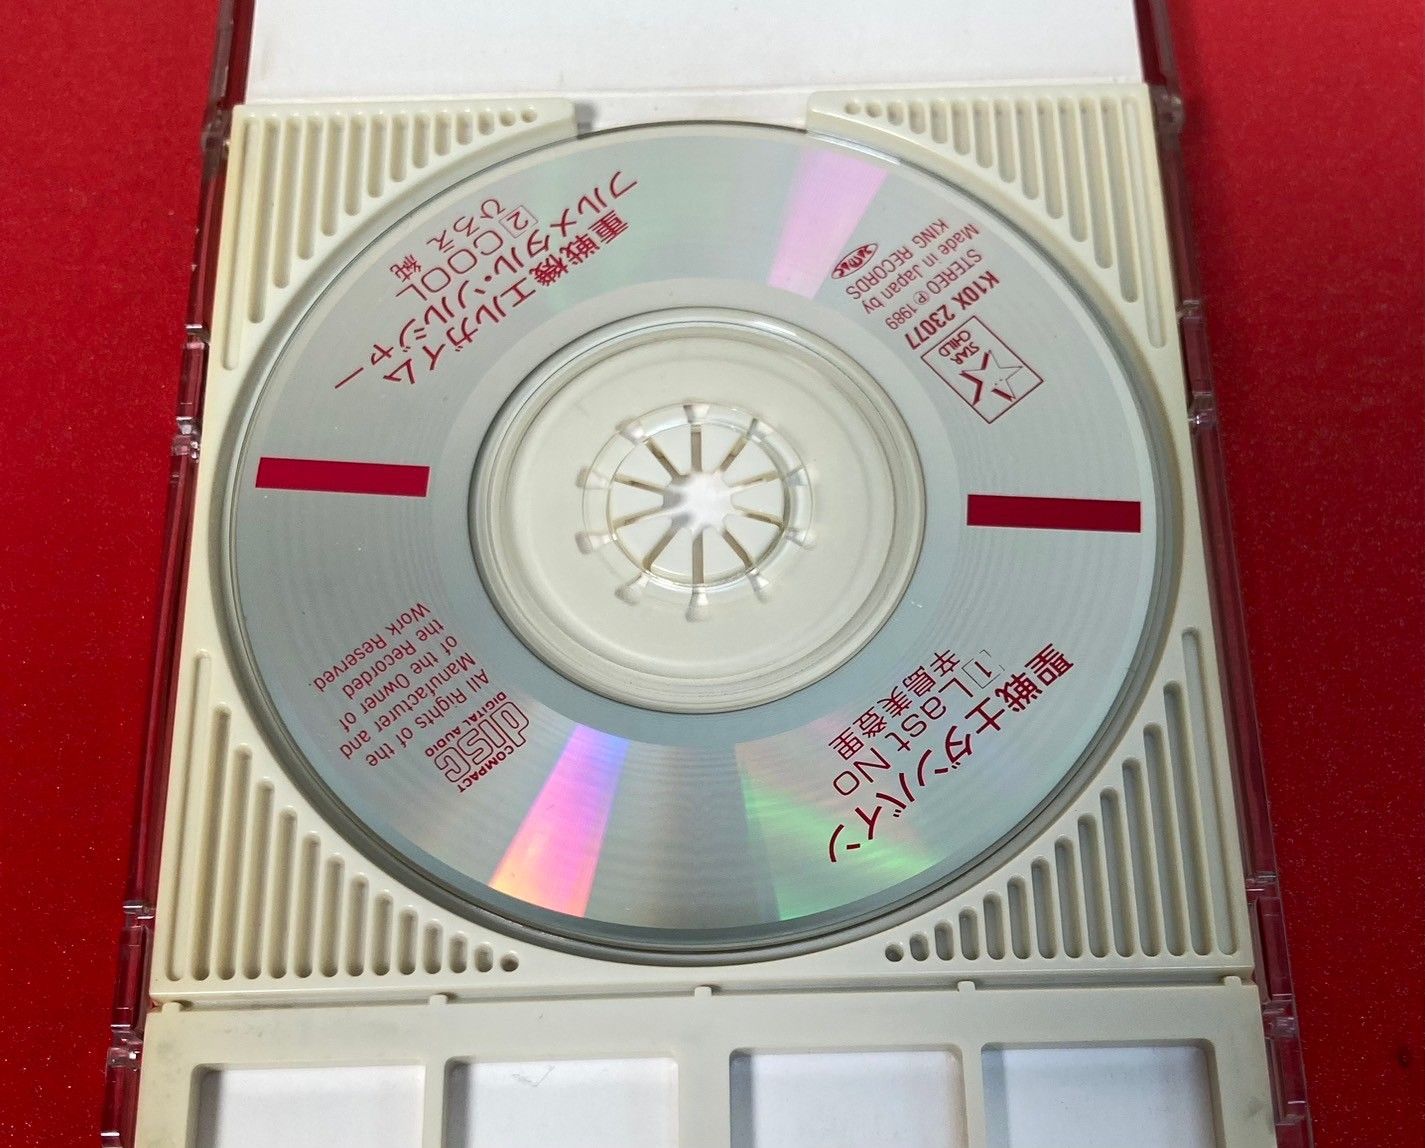 聖戦士ダンバイン
1 Last No
幸島美登里
重戦機エルガイム
フルメタル・ソルジャー
2 COOL
ひろえ純
STAR
CHILD
K10X 23077
STEREO ℗ 1989
Made in Japan by
KING RECORDS
COMPACT
disc
DIGITAL AUDIO
All Rights of the
Manufacturer and
of the Owner of
the Recorded
Work Reserved.